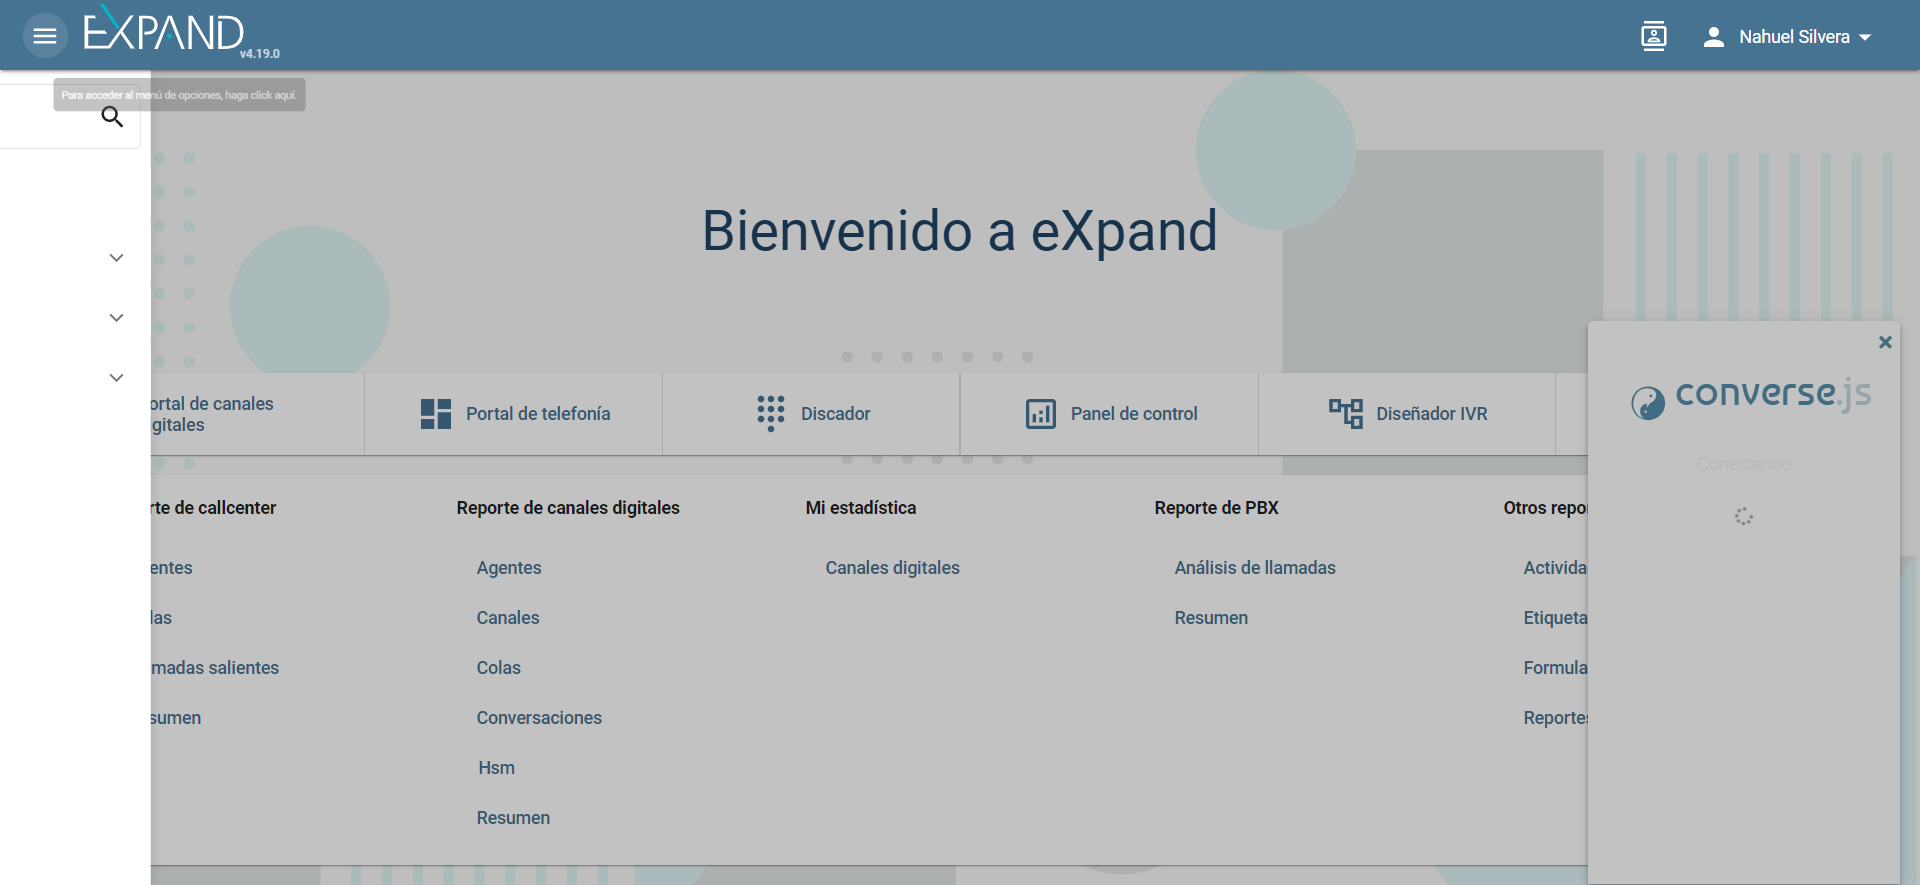 EXPAND
v4.19.0
Nahuel Silvera
Para acceder al menú de opciones, haga click aquí.
Bienvenido a eXpand
converse.js
Conectando
ortal de canales
gitales
Portal de telefonía
Discador
Panel de control
Diseñador IVR
rte de callcenter
entes
las
madas salientes
sumen
Reporte de canales digitales
Agentes
Canales
Colas
Conversaciones
Hsm
Resumen
Mi estadística
Canales digitales
Reporte de PBX
Análisis de llamadas
Resumen
Otros repo
Activida
Etiqueta
Formula
Reportes